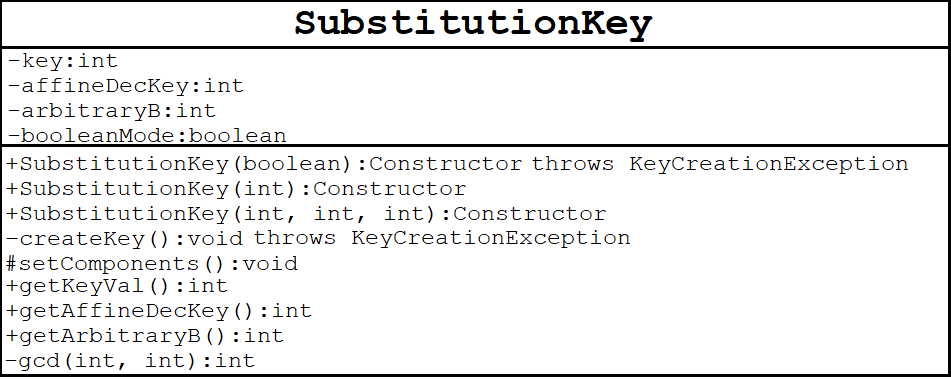 SubstitutionKey
-key:int
-affineDecKey:int
-arbitraryB:int
-booleanMode:boolean
+SubstitutionKey(boolean):Constructor throws KeyCreationException
+SubstitutionKey(int):Constructor
+SubstitutionKey(int, int, int):Constructor
-createKey():void throws KeyCreationException
#setComponents():void
+getKeyVal():int
+getAffineDecKey():int
+getArbitraryB():int
-gcd(int, int):int